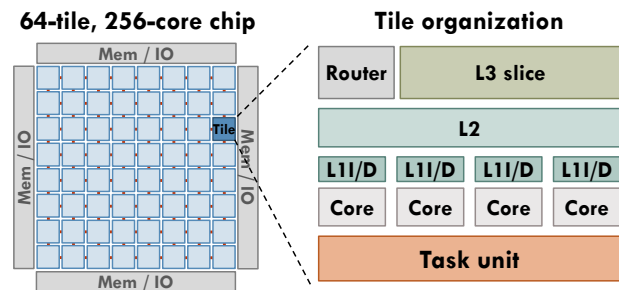 64-tile, 256-core chip
Mem / IO
Mem / IO
Tile
Mem / IO
Mem / IO
Tile organization
Router
L3 slice
L2
L1I/D
L1I/D
L1I/D
L1I/D
Core
Core
Core
Core
Task unit